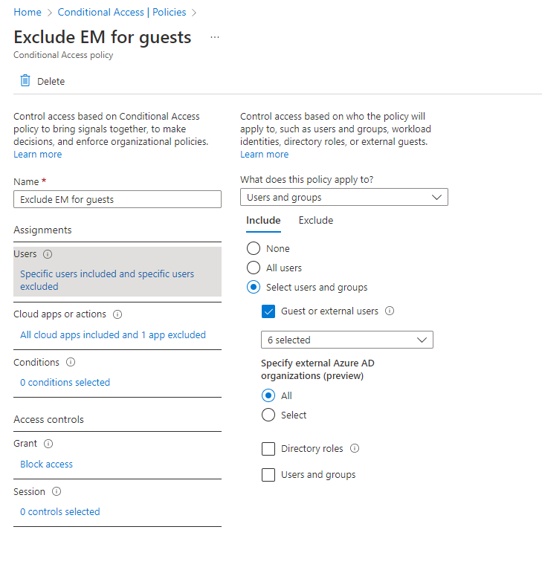 Home > Conditional Access | Policies >
Exclude EM for guests ...
Conditional Access policy
Delete
Control access based on Conditional Access
policy to bring signals together, to make
decisions, and enforce organizational policies.
Learn more
Name *
Exclude EM for guests
Assignments
Users
Specific users included and specific users
excluded
Cloud apps or actions
All cloud apps included and 1 app excluded
Conditions
0 conditions selected
Access controls
Grant
Block access
Session
0 controls selected
Control access based on who the policy will
apply to, such as users and groups, workload
identities, directory roles, or external guests.
Learn more
What does this policy apply to?
Users and groups
Include Exclude
None
All users
Select users and groups
Guest or external users
6 selected
Specify external Azure AD
organizations (preview)
All
Select
Directory roles
Users and groups